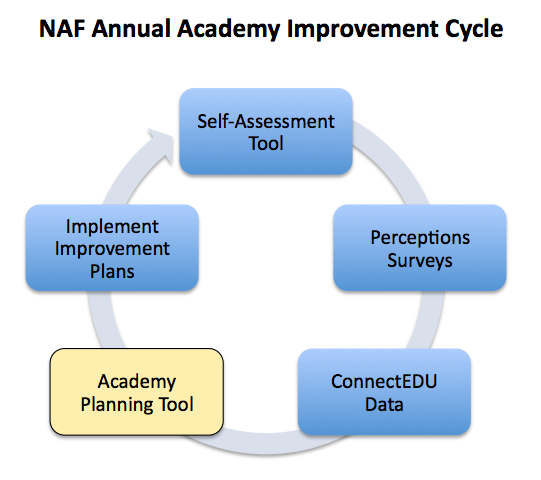 NAF Annual Academy Improvement Cycle
Self-Assessment
Tool
Perceptions
Surveys
ConnectEDU
Data
Academy
Planning Tool
Implement
Improvement
Plans